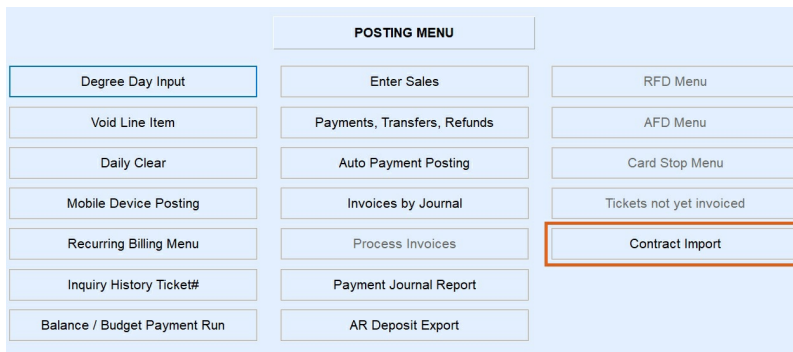 POSTING MENU
Degree Day Input
Enter Sales
RFD Menu
Void Line Item
Payments, Transfers, Refunds
AFD Menu
Daily Clear
Auto Payment Posting
Card Stop Menu
Mobile Device Posting
Invoices by Journal
Tickets not yet invoiced
Recurring Billing Menu
Process Invoices
Contract Import
Inquiry History Ticket#
Payment Journal Report
Balance / Budget Payment Run
AR Deposit Export